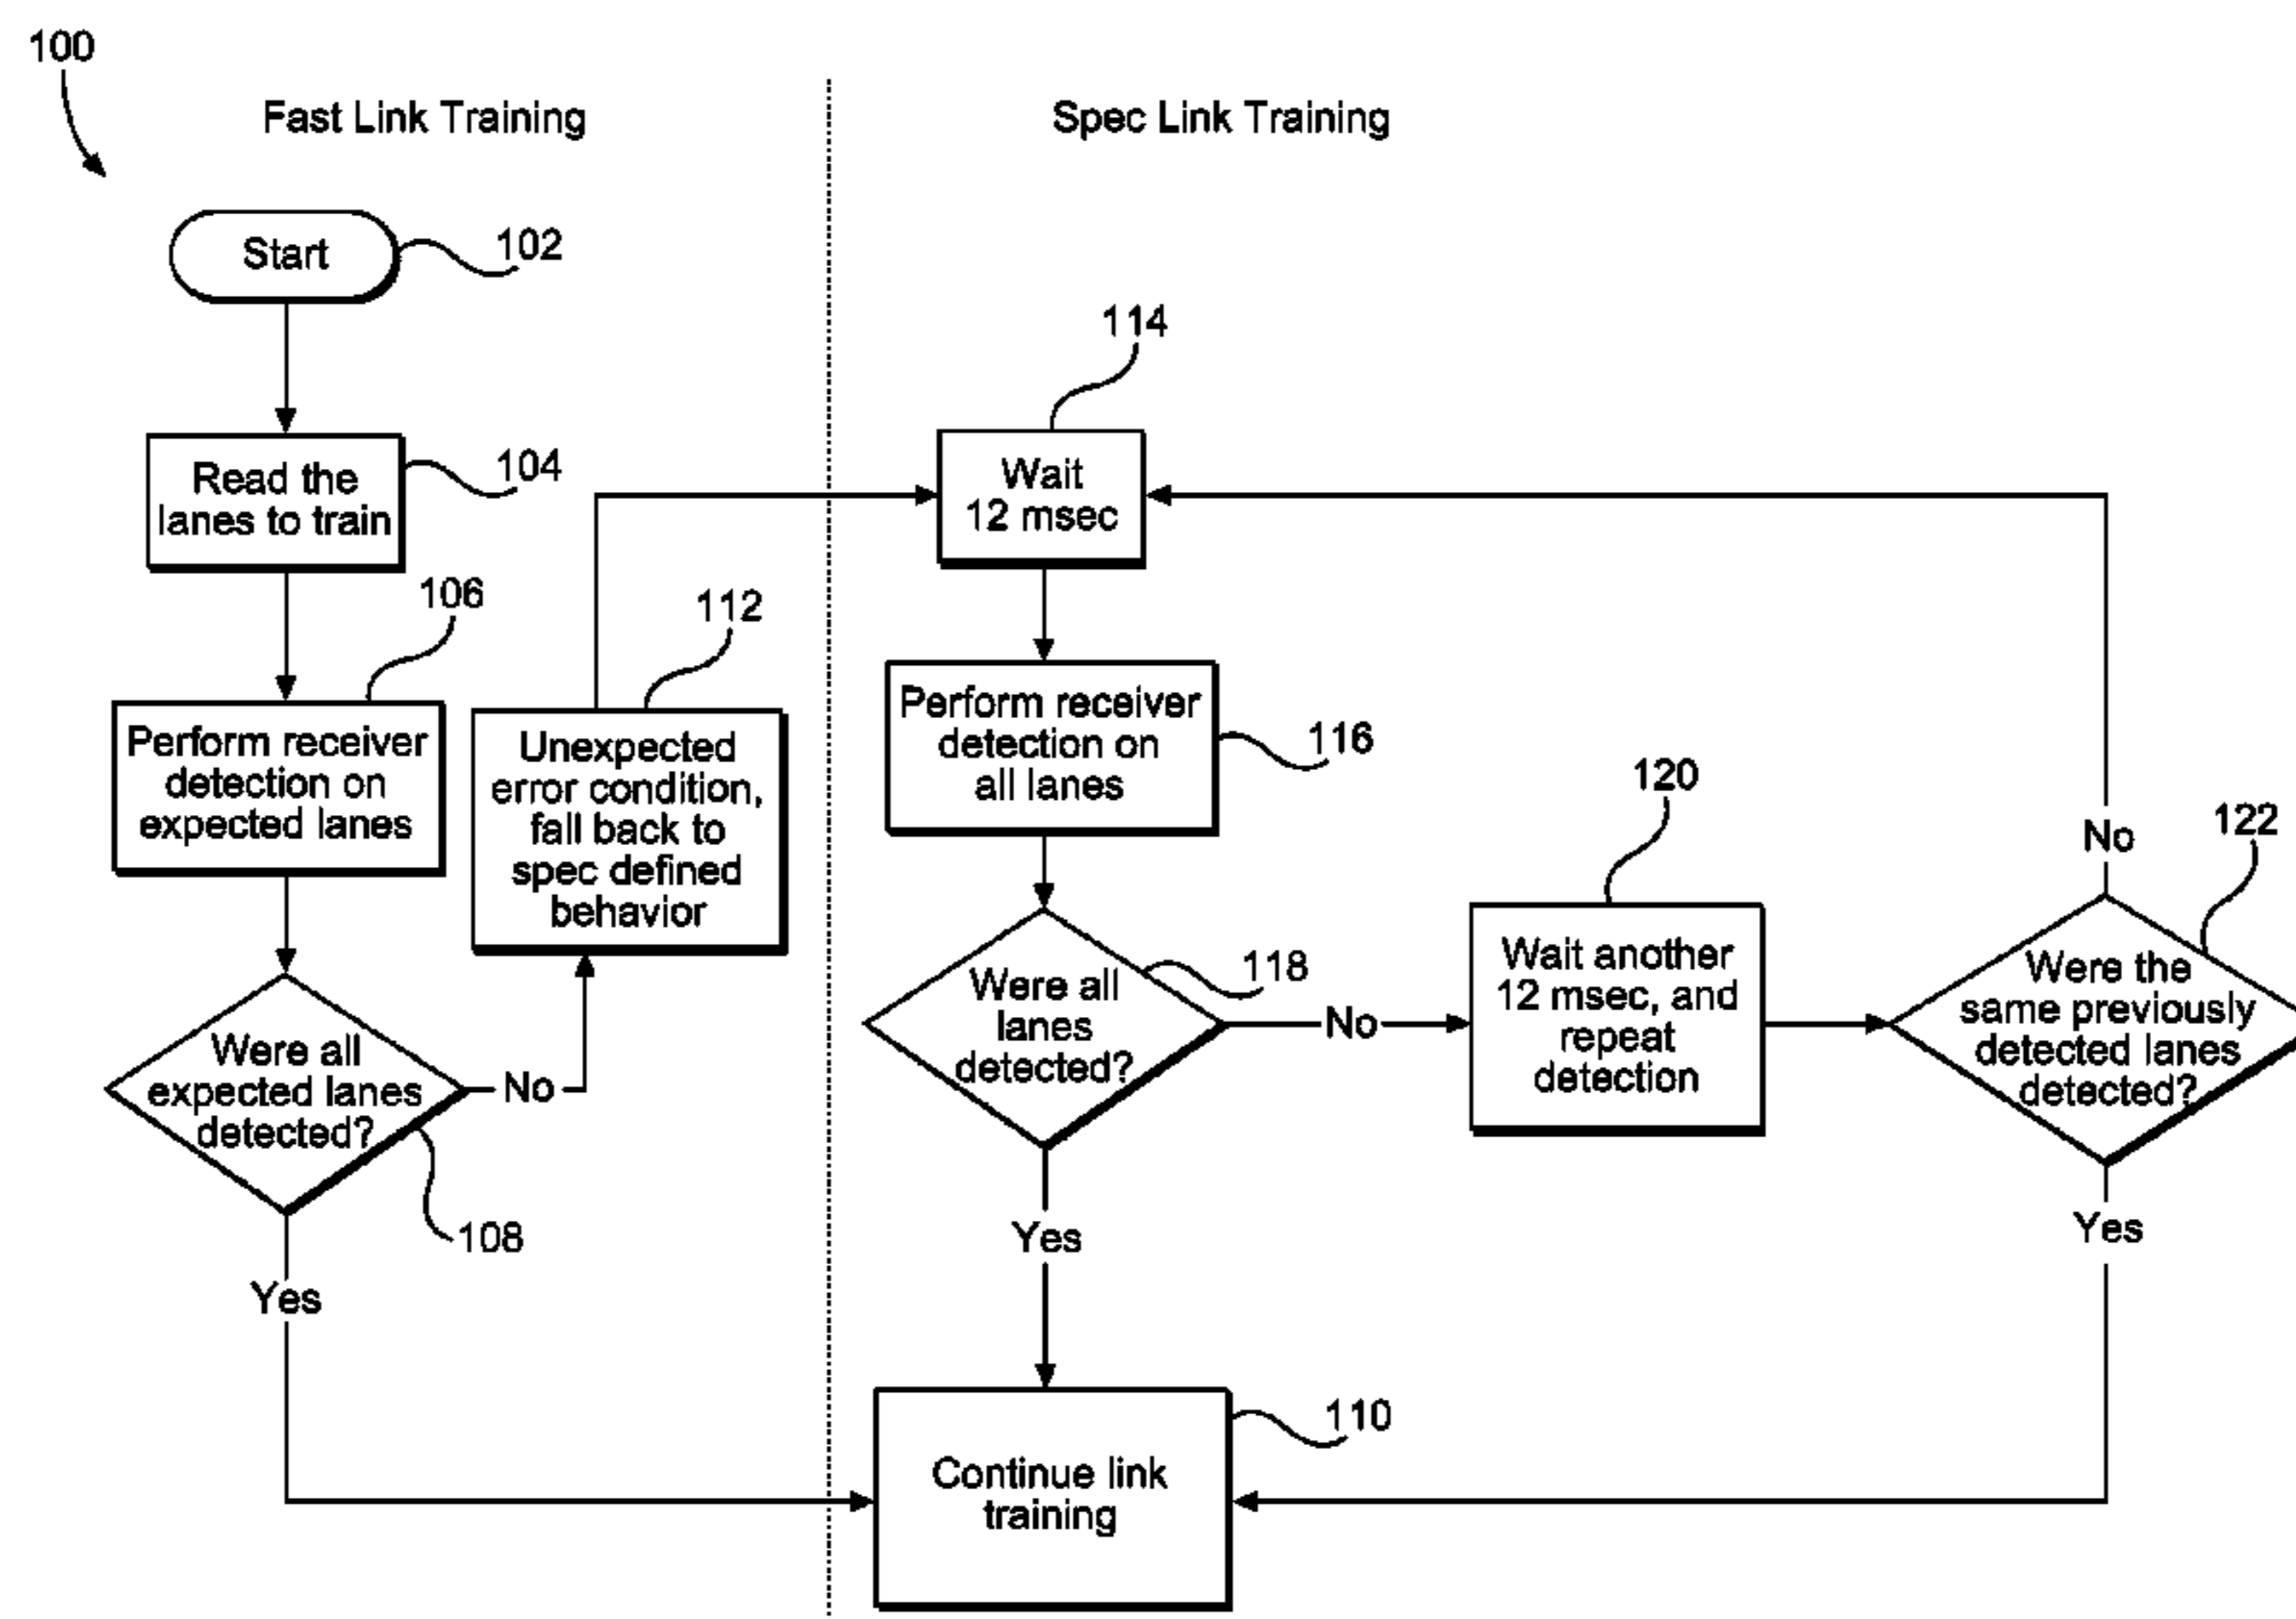 100
Fast Link Training
Spec Link Training
Start
102
Read the
lanes to train
104
Perform receiver
detection on
expected lanes
106
Were all
expected lanes
detected?
108
No
Yes
Unexpected
error condition,
fall back to
spec defined
behavior
112
Wait
12 msec
114
Perform receiver
detection on
all lanes
116
Were all
lanes
detected?
118
No
Yes
Wait another
12 msec, and
repeat
detection
120
Were the
same previously
detected lanes
detected?
122
No
Yes
Continue link
training
110